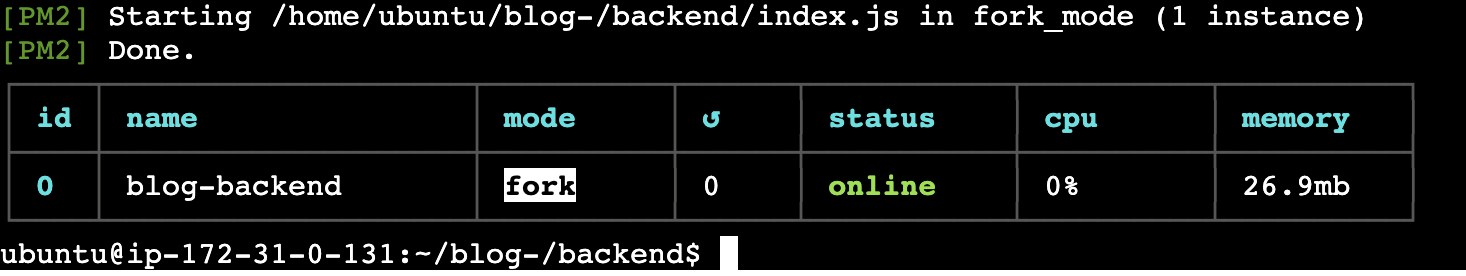 [PM2] Starting /home/ubuntu/blog-/backend/index.js in fork_mode (1 instance)
[PM2] Done.
id name mode ↺ status cpu memory
0 blog-backend fork 0 online 0% 26.9mb
ubuntu@ip-172-31-0-131:~/blog-/backend$